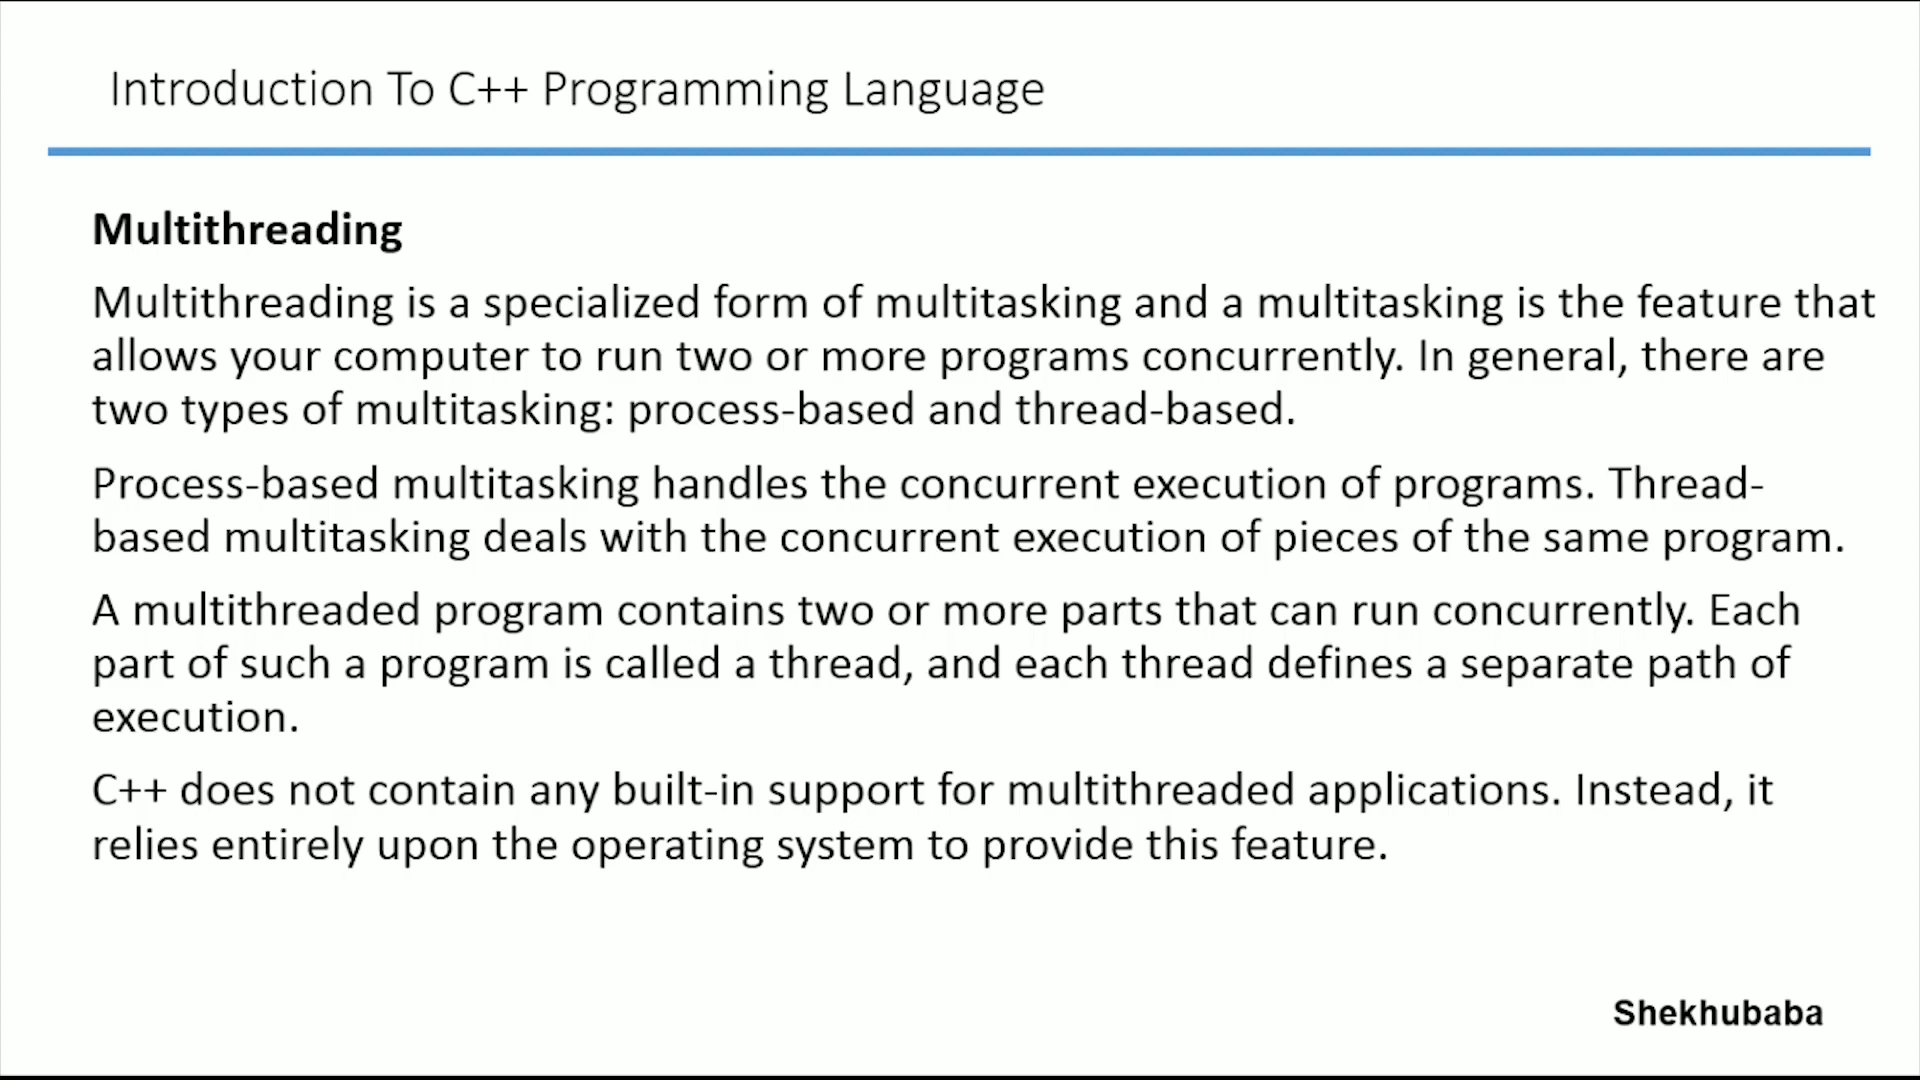 Introduction To C++ Programming Language
Multithreading
Multithreading is a specialized form of multitasking and a multitasking is the feature that
allows your computer to run two or more programs concurrently. In general, there are
two types of multitasking: process-based and thread-based.
Process-based multitasking handles the concurrent execution of programs. Thread-
based multitasking deals with the concurrent execution of pieces of the same program.
A multithreaded program contains two or more parts that can run concurrently. Each
part of such a program is called a thread, and each thread defines a separate path of
execution.
C++ does not contain any built-in support for multithreaded applications. Instead, it
relies entirely upon the operating system to provide this feature.
Shekhubaba